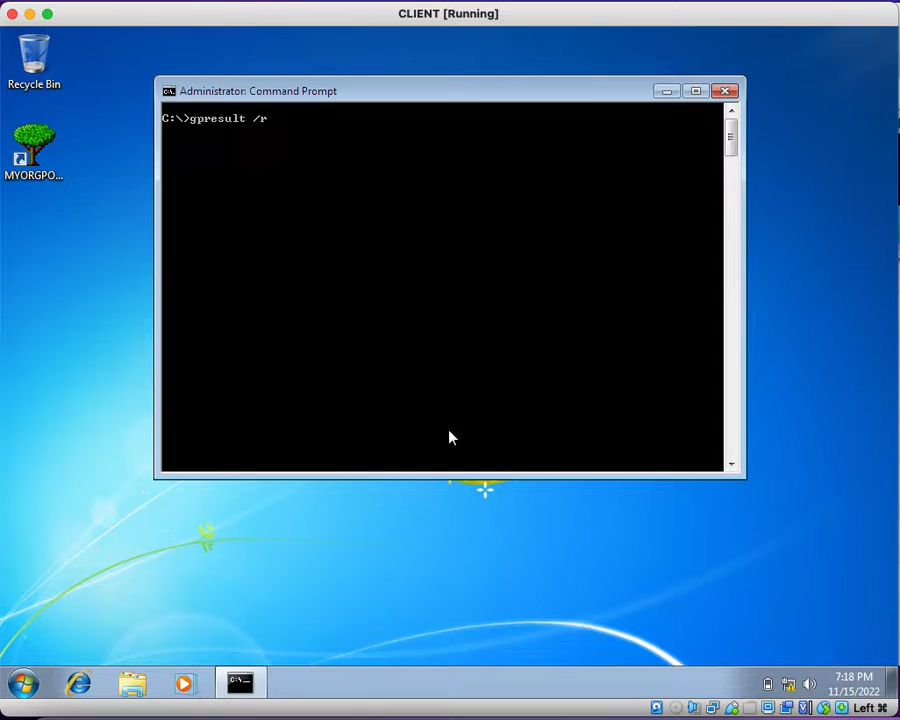 CLIENT [Running]
Recycle Bin
Administrator: Command Prompt
C:\>gpresult /r
MYORGPO...
7:18 PM
11/15/2022
Left ⌘